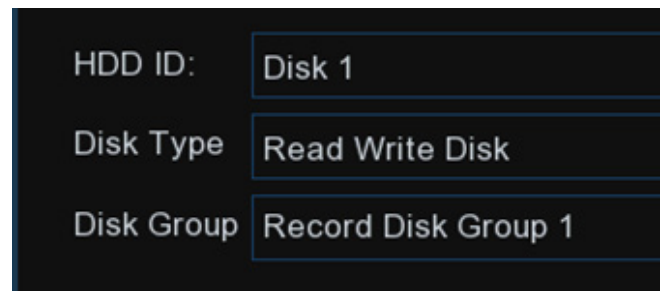 HDD ID: Disk 1
Disk Type Read Write Disk
Disk Group Record Disk Group 1